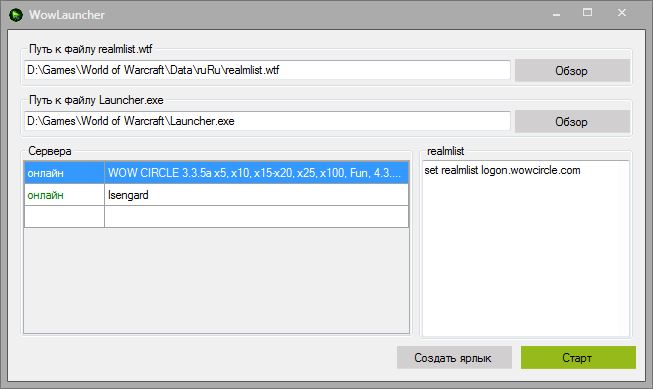 WowLauncher
Путь к файлу realmlist.wtf
D:\Games\World of Warcraft\Data\ruRu\realmlist.wtf
Обзор
Путь к файлу Launcher.exe
D:\Games\World of Warcraft\Launcher.exe
Обзор
Сервера
онлайн WOW CIRCLE 3.3.5a x5, x10, x15-x20, x25, x100, Fun, 4.3....
онлайн Isengard
realmlist
set realmlist logon.wowcircle.com
Создать ярлык
Старт